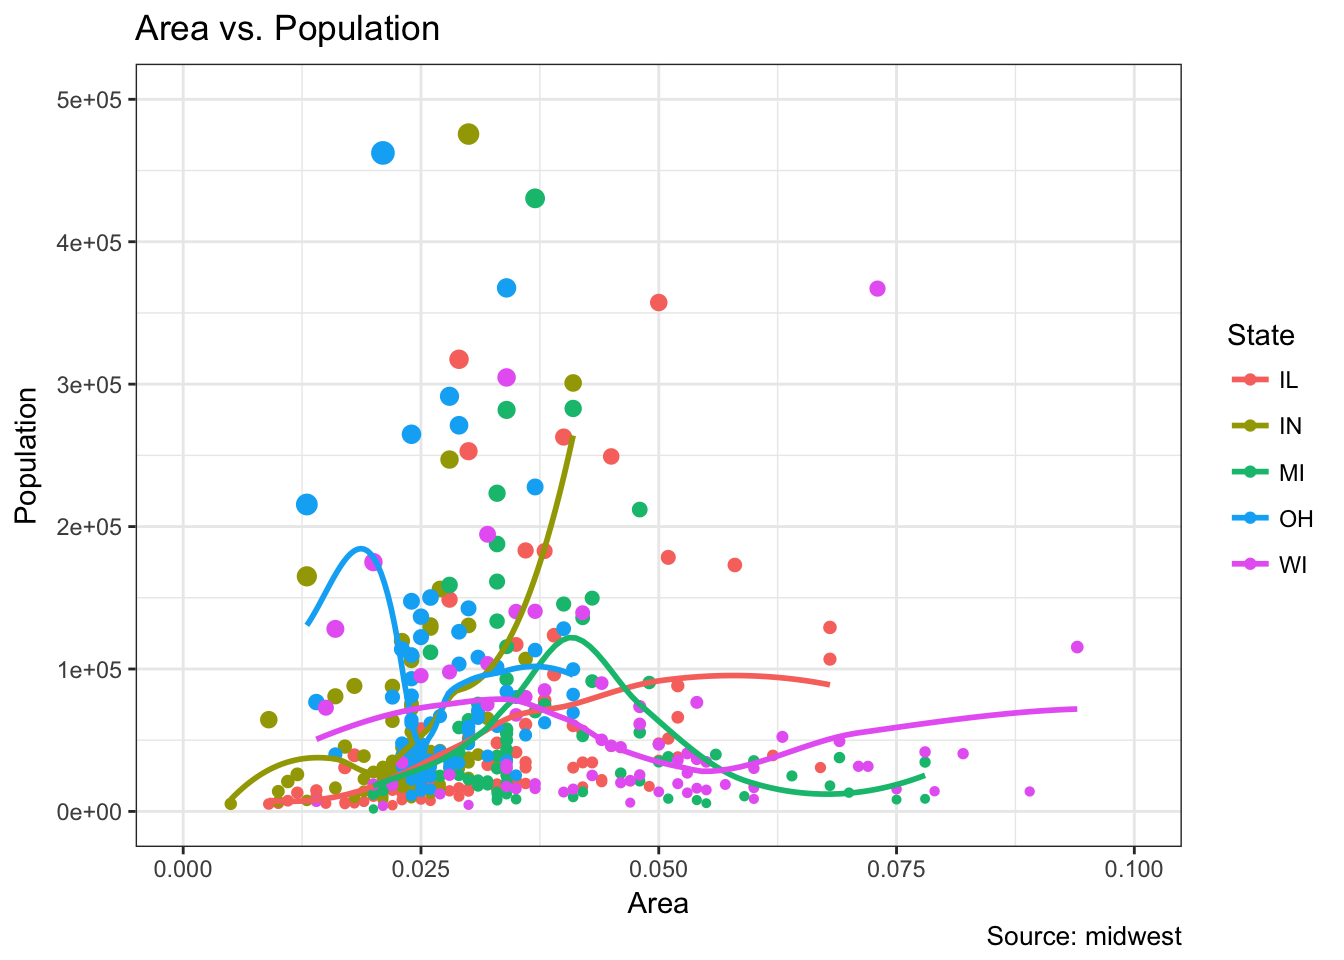 Area vs. Population
5e+05
4e+05
3e+05
2e+05
1e+05
0e+00
Population
0.000 0.025 0.050 0.075 0.100
Area
Source: midwest
State
IL
IN
MI
OH
WI